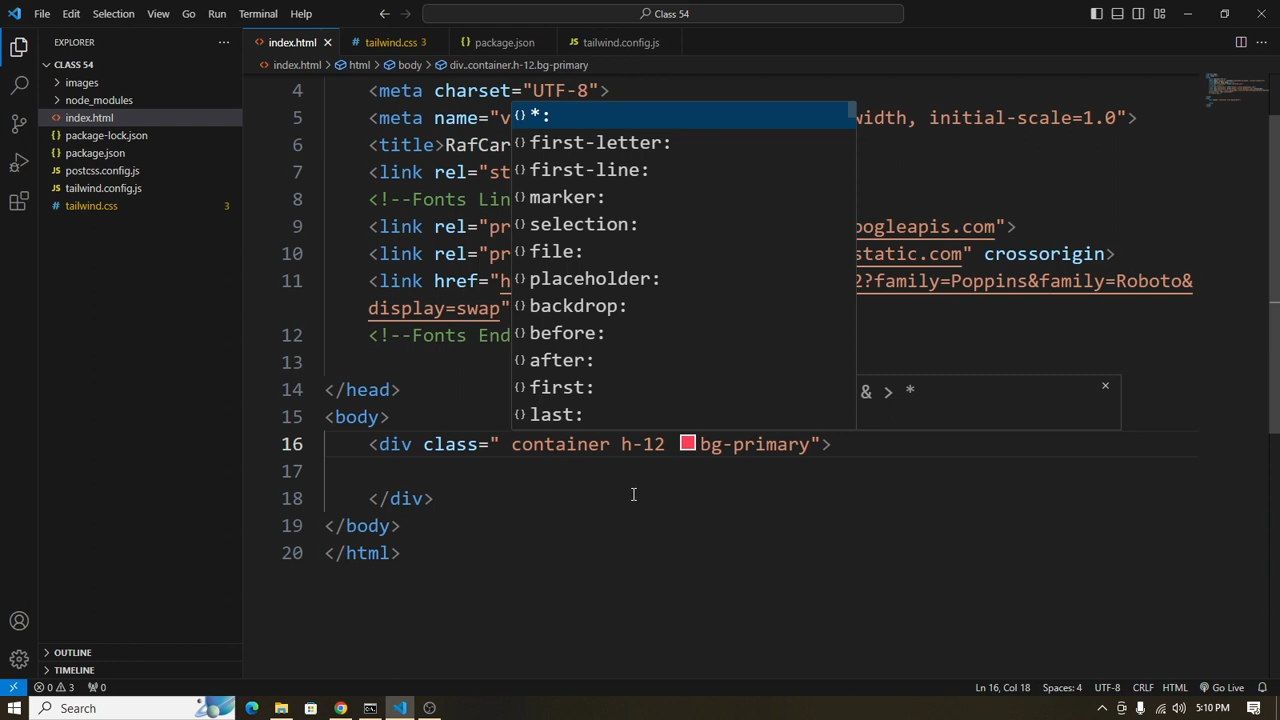 File Edit Selection View Go Run Terminal Help
Class 54
EXPLORER
CLASS 54
images
node_modules
index.html
package-lock.json
package.json
postcss.config.js
tailwind.config.js
tailwind.css 3
OUTLINE
TIMELINE
index.html tailwind.css 3 package.json tailwind.config.js
index.html > html > body > div..container.h-12.bg-primary
4 <meta charset="UTF-8">
5 <meta name="v width, initial-scale=1.0">
6 <title>RafCar
7 <link rel="st
8 <!--Fonts Lin
9 <link rel="pr oogleapis.com">
10 <link rel="pr static.com" crossorigin>
11 <link href="h 2?family=Poppins&family=Roboto&
display=swap"
12 <!--Fonts End
13
14 </head>
15 <body>
16 <div class=" container h-12 bg-primary">
17
18 </div>
19 </body>
20 </html>
{} *:
{} first-letter:
{} first-line:
{} marker:
{} selection:
{} file:
{} placeholder:
{} backdrop:
{} before:
{} after:
{} first:
{} last:
& > *
0 3 0
Ln 16, Col 18 Spaces: 4 UTF-8 CRLF HTML Go Live
Search
5:10 PM